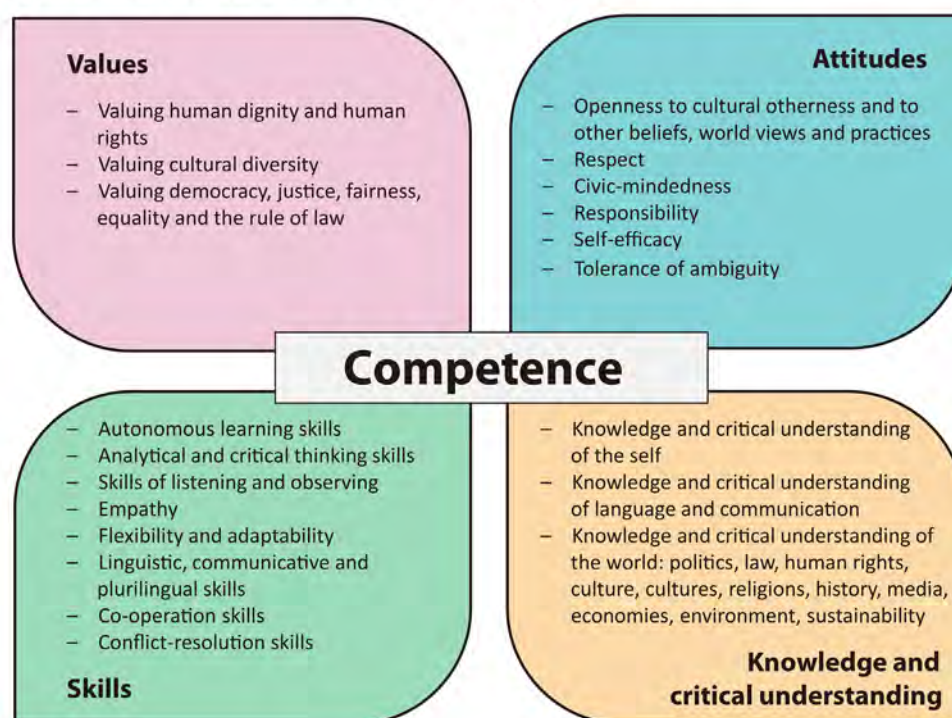 Values
– Valuing human dignity and human
rights
– Valuing cultural diversity
– Valuing democracy, justice, fairness,
equality and the rule of law
Attitudes
– Openness to cultural otherness and to
other beliefs, world views and practices
– Respect
– Civic-mindedness
– Responsibility
– Self-efficacy
– Tolerance of ambiguity
Competence
– Autonomous learning skills
– Analytical and critical thinking skills
– Skills of listening and observing
– Empathy
– Flexibility and adaptability
– Linguistic, communicative and
plurilingual skills
– Co-operation skills
– Conflict-resolution skills
Skills
– Knowledge and critical understanding
of the self
– Knowledge and critical understanding
of language and communication
– Knowledge and critical understanding of
the world: politics, law, human rights,
culture, cultures, religions, history, media,
economies, environment, sustainability
Knowledge and
critical understanding